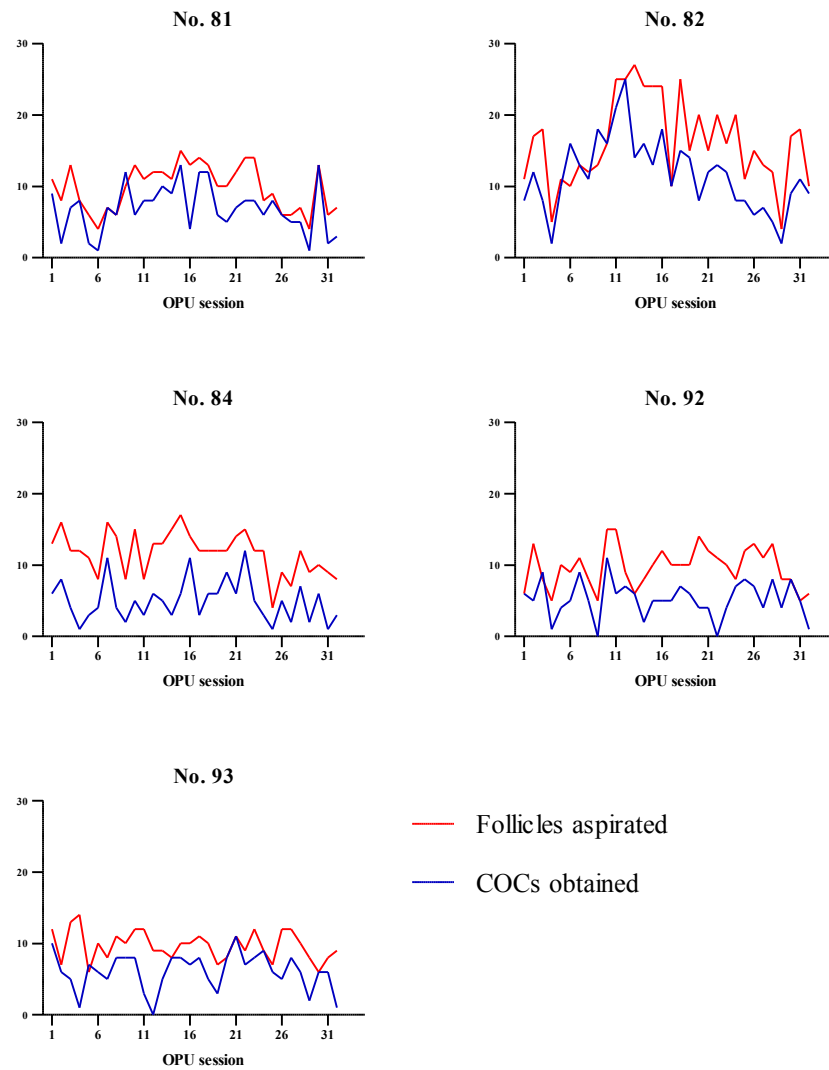 No. 81
30
20
10
0
1 6 11 16 21 26 31
OPU session
No. 82
30
20
10
0
1 6 11 16 21 26 31
OPU session
No. 84
30
20
10
0
1 6 11 16 21 26 31
OPU session
No. 92
30
20
10
0
1 6 11 16 21 26 31
OPU session
No. 93
30
20
10
0
1 6 11 16 21 26 31
OPU session
Follicles aspirated
COCs obtained